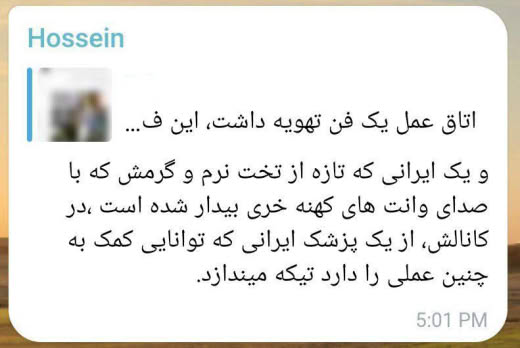 Hossein
اتاق عمل یک فن تهویه داشت، این ف...
و یک ایرانی که تازه از تخت نرم و گرمش که با
صدای وانت های کهنه خری بیدار شده است ،در
کانالش، از یک پزشک ایرانی که توانایی کمک به
چنین عملی را دارد تیکه میندازد.
5:01 PM